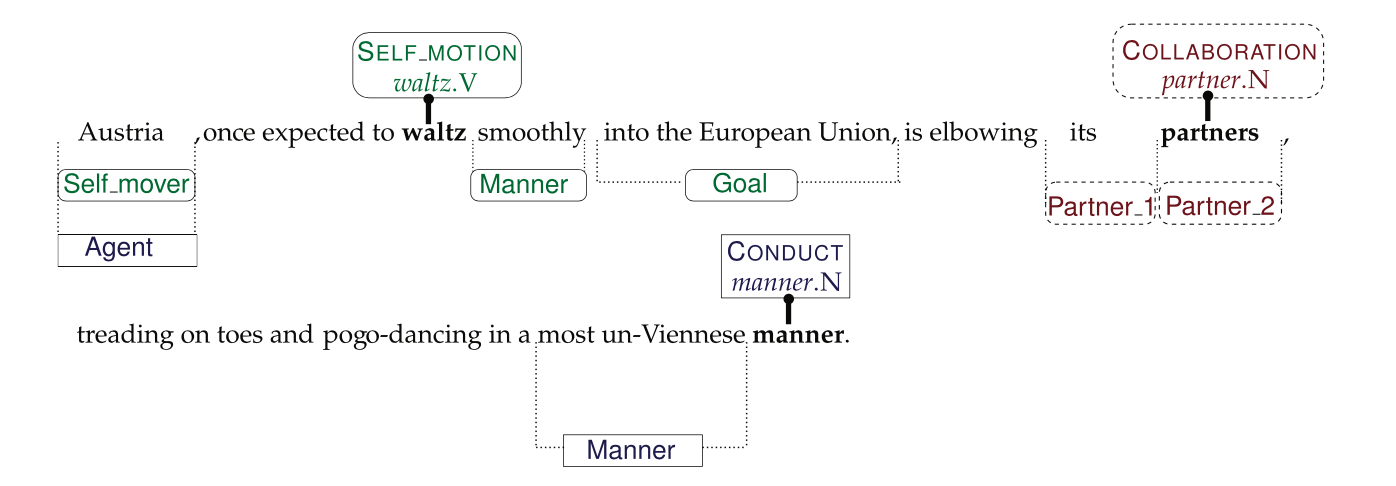 SELF_MOTION COLLABORATION
waltz.V partner.N
Austria , once expected to waltz smoothly into the European Union, is elbowing its partners ,
Self_mover Manner Goal Partner_1 Partner_2
Agent CONDUCT
manner.N
treading on toes and pogo-dancing in a most un-Viennese manner.
Manner